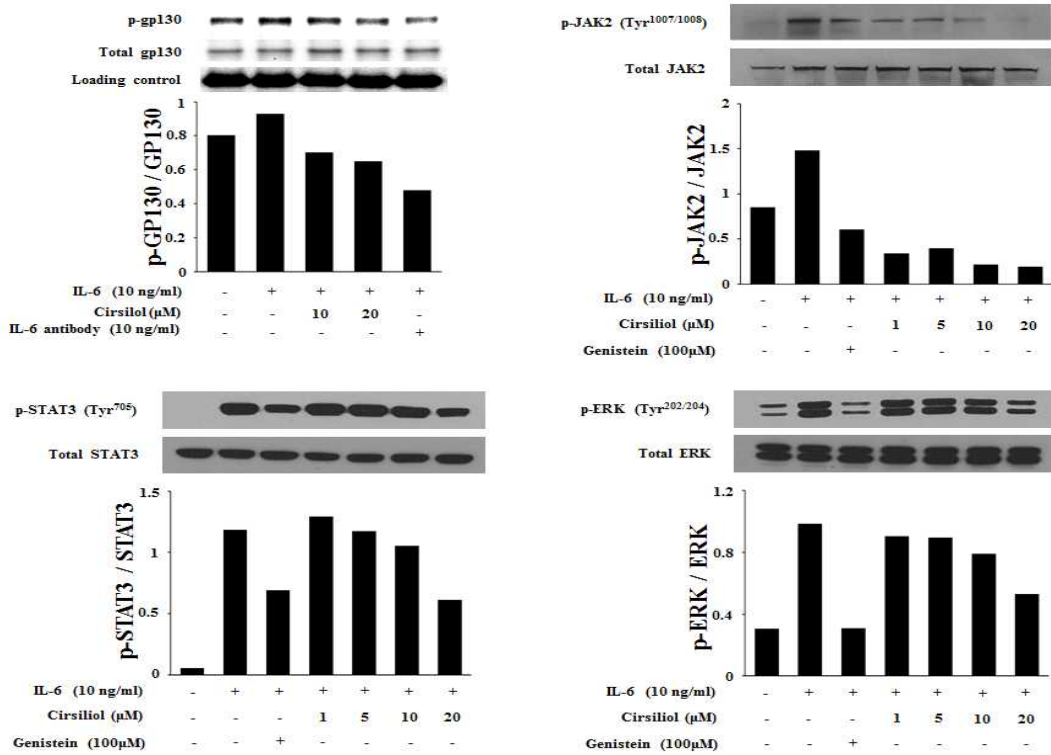 p-gp130
Total gp130
Loading control
p-GP130 / GP130
1
0.8
0.6
0.4
0.2
0
IL-6 (10 ng/ml) - + + + +
Cirsilol (μM) - - 10 20 -
IL-6 antibody (10 ng/ml) - - - - +
p-JAK2 (Tyr1007/1008)
Total JAK2
p-JAK2 / JAK2
2
1.5
1
0.5
0
IL-6 (10 ng/ml) - + + + + + +
Cirsiliol (μM) - - - 1 5 10 20
Genistein (100μM) - - + - - - -
p-STAT3 (Tyr705)
Total STAT3
p-STAT3 / STAT3
1.5
1
0.5
0
IL-6 (10 ng/ml) - + + + + + +
Cirsiliol (μM) - - - 1 5 10 20
Genistein (100μM) - - + - - - -
p-ERK (Tyr202/204)
Total ERK
p-ERK / ERK
1.2
0.8
0.4
0
IL-6 (10 ng/ml) - + + + + + +
Cirsiliol (μM) - - - 1 5 10 20
Genistein (100μM) - - + - - - -